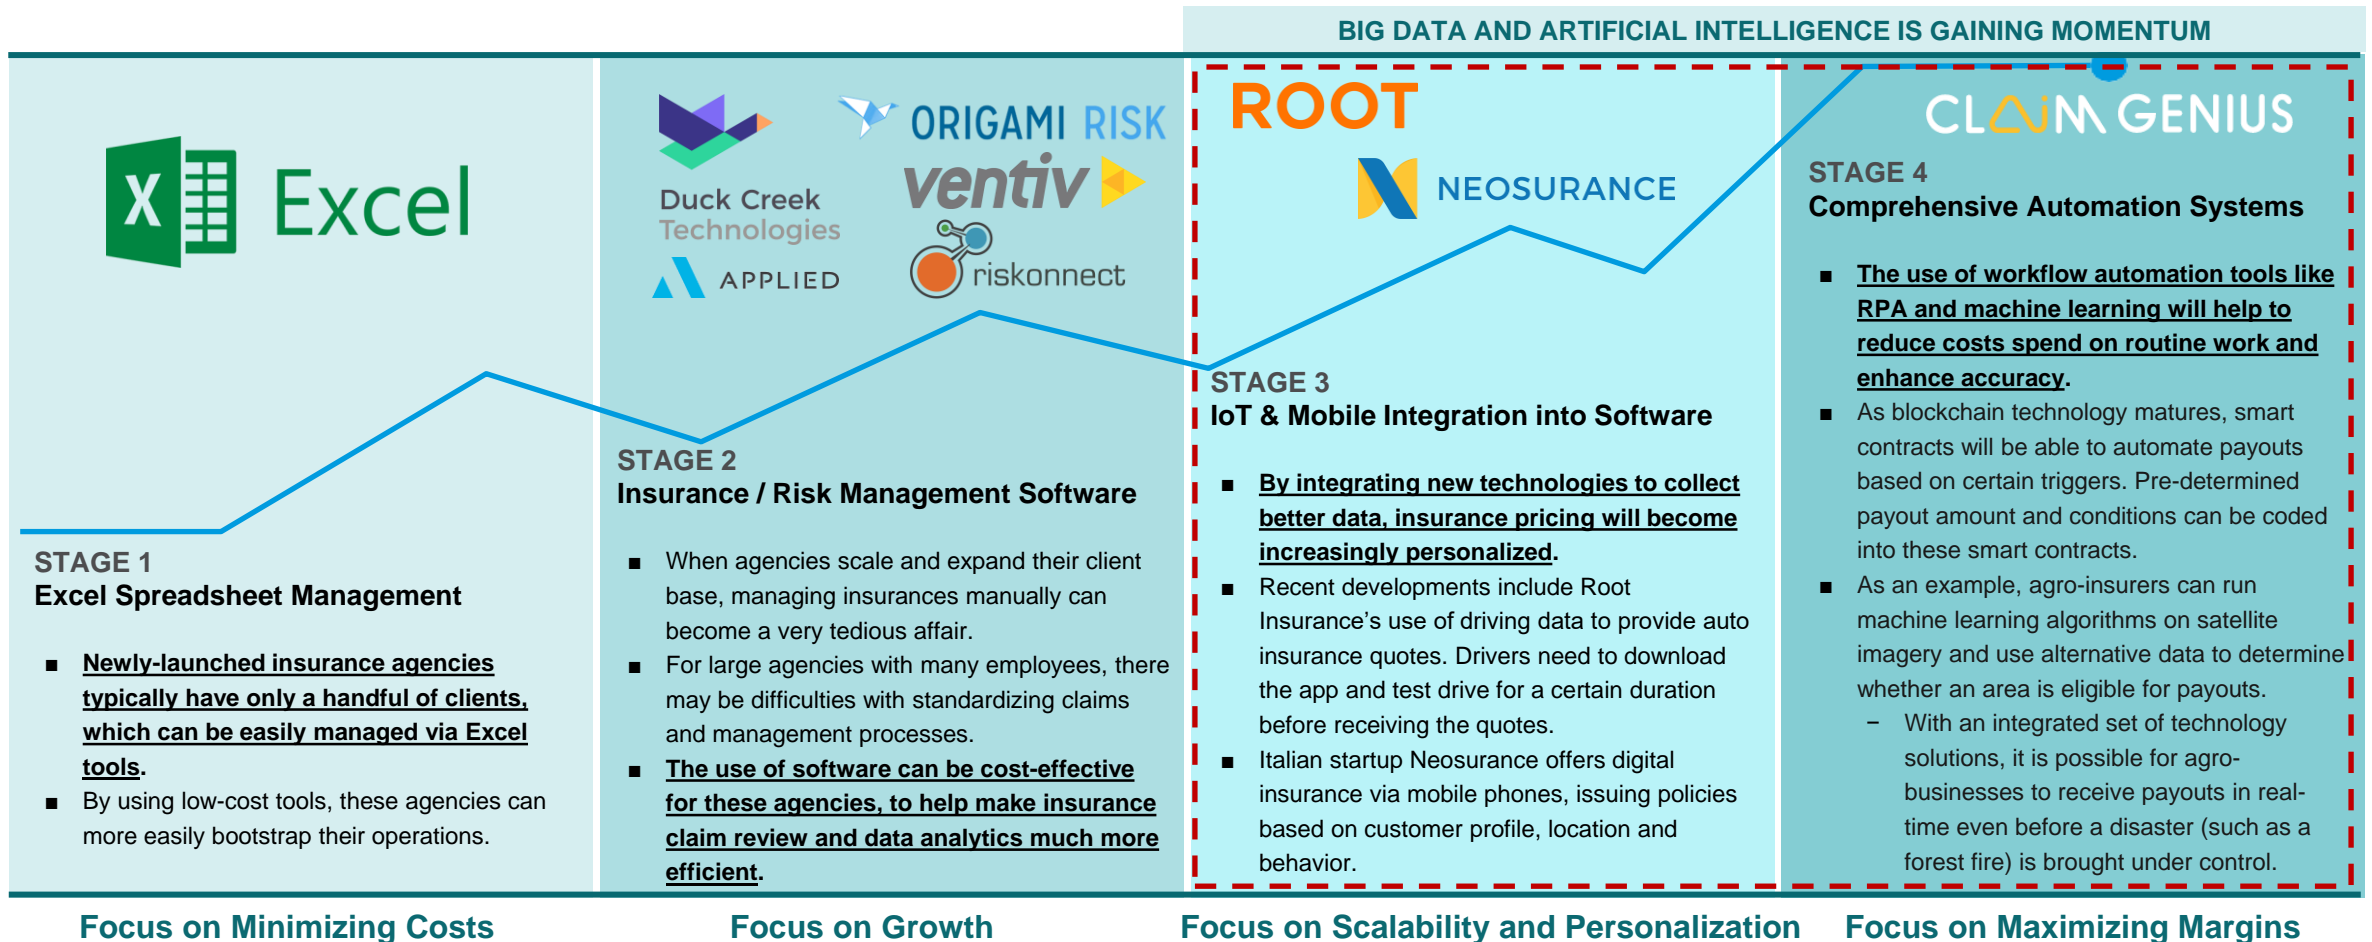 BIG DATA AND ARTIFICIAL INTELLIGENCE IS GAINING MOMENTUM
X Excel
STAGE 1
Excel Spreadsheet Management
■ Newly-launched insurance agencies
typically have only a handful of clients,
which can be easily managed via Excel
tools.
■ By using low-cost tools, these agencies can
more easily bootstrap their operations.
Focus on Minimizing Costs
Duck Creek
Technologies
APPLIED
ORIGAMI RISK
ventiv
riskonnect
STAGE 2
Insurance / Risk Management Software
■ When agencies scale and expand their client
base, managing insurances manually can
become a very tedious affair.
■ For large agencies with many employees, there
may be difficulties with standardizing claims
and management processes.
■ The use of software can be cost-effective
for these agencies, to help make insurance
claim review and data analytics much more
efficient.
Focus on Growth
ROOT
NEOSURANCE
STAGE 3
IoT & Mobile Integration into Software
■ By integrating new technologies to collect
better data, insurance pricing will become
increasingly personalized.
■ Recent developments include Root
Insurance’s use of driving data to provide auto
insurance quotes. Drivers need to download
the app and test drive for a certain duration
before receiving the quotes.
■ Italian startup Neosurance offers digital
insurance via mobile phones, issuing policies
based on customer profile, location and
behavior.
Focus on Scalability and Personalization
CLAiM GENIUS
STAGE 4
Comprehensive Automation Systems
■ The use of workflow automation tools like
RPA and machine learning will help to
reduce costs spend on routine work and
enhance accuracy.
■ As blockchain technology matures, smart
contracts will be able to automate payouts
based on certain triggers. Pre-determined
payout amount and conditions can be coded
into these smart contracts.
■ As an example, agro-insurers can run
machine learning algorithms on satellite
imagery and use alternative data to determine
whether an area is eligible for payouts.
− With an integrated set of technology
solutions, it is possible for agro-
businesses to receive payouts in real-
time even before a disaster (such as a
forest fire) is brought under control.
Focus on Maximizing Margins